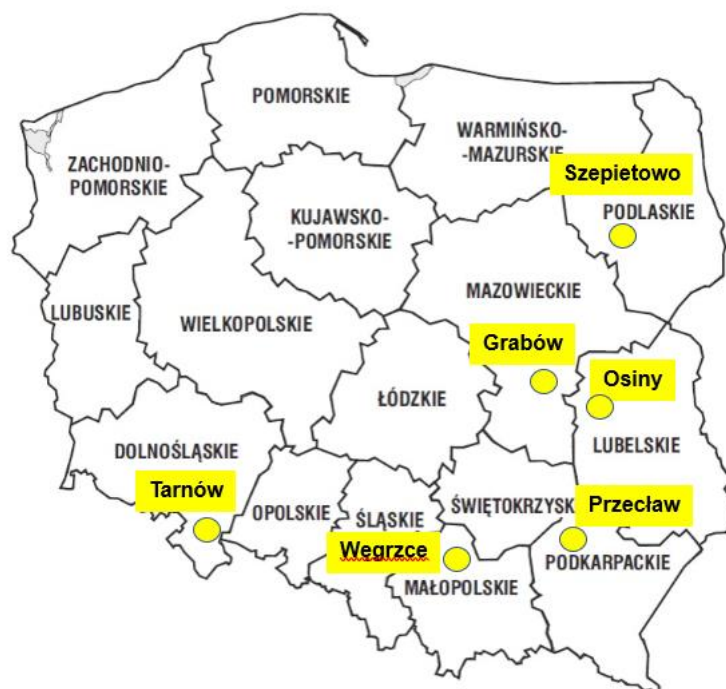 POMORSKIE
WARMIŃSKO-
-MAZURSKIE
ZACHODNIO-
POMORSKIE
Szepietowo
PODLASKIE
KUJAWSKO-
-POMORSKIE
MAZOWIECKIE
LUBUSKIE
WIELKOPOLSKIE
Grabów
Osiny
ŁÓDZKIE
LUBELSKIE
DOLNOŚLĄSKIE
Tarnów
OPOLSKIE
ŚLĄSKIE
ŚWIĘTOKRZYSK
Przecław
Węgrzce
PODKARPACKIE
MAŁOPOLSKIE